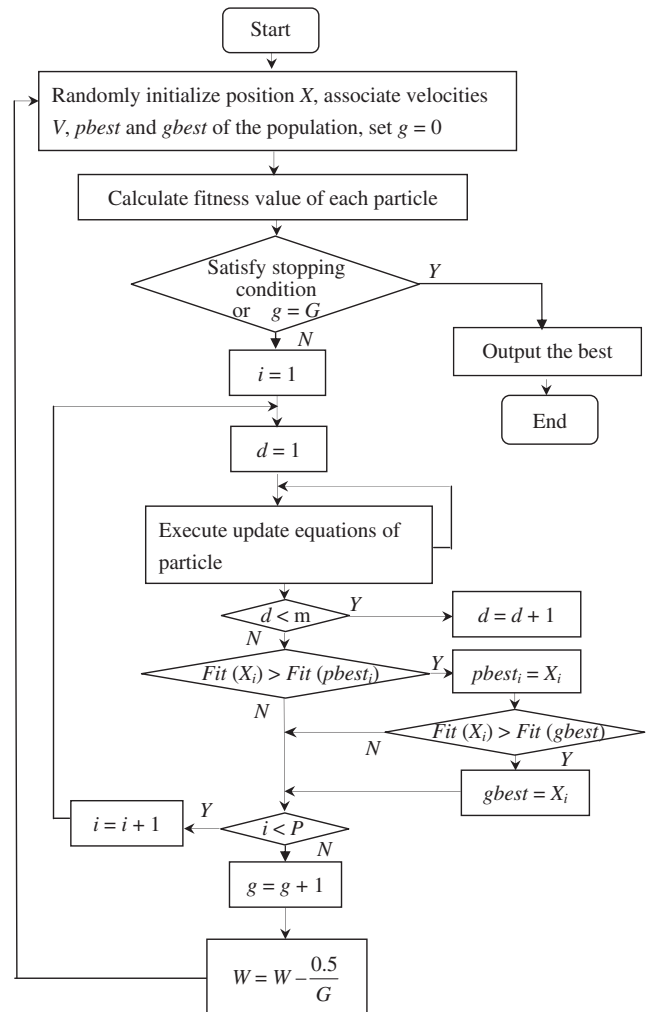 Start
Randomly initialize position X, associate velocities
V, pbest and gbest of the population, set g = 0
Calculate fitness value of each particle
Satisfy stopping
condition
or g = G
Y
N
Output the best
i = 1
End
d = 1
Execute update equations of
particle
d < m
Y
d = d + 1
N
Fit (Xᵢ) > Fit (pbestᵢ)
Y
pbestᵢ = Xᵢ
N
Fit (Xᵢ) > Fit (gbest)
N
Y
gbest = Xᵢ
i = i + 1
Y
i < P
N
g = g + 1
W = W – 0.5/G